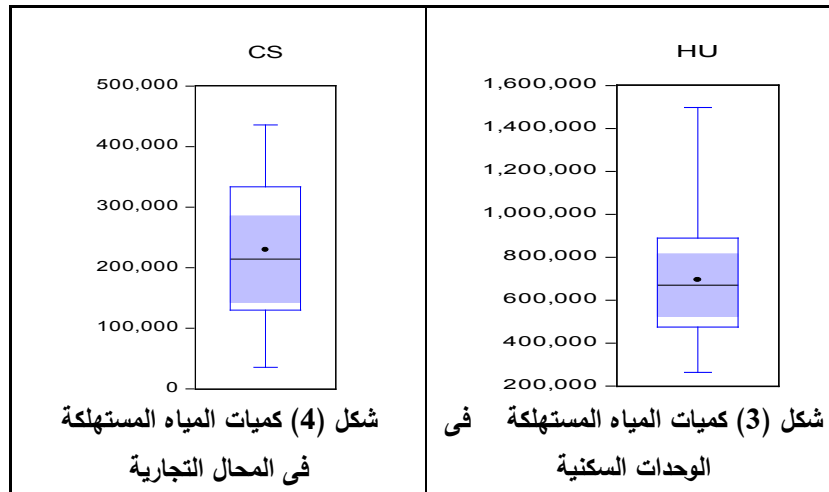 CS
500,000
400,000
300,000
200,000
100,000
0
شكل (4) كميات المياه المستهلكة
فى المحال التجارية
HU
1,600,000
1,400,000
1,200,000
1,000,000
800,000
600,000
400,000
200,000
شكل (3) كميات المياه المستهلكة فى
الوحدات السكنية